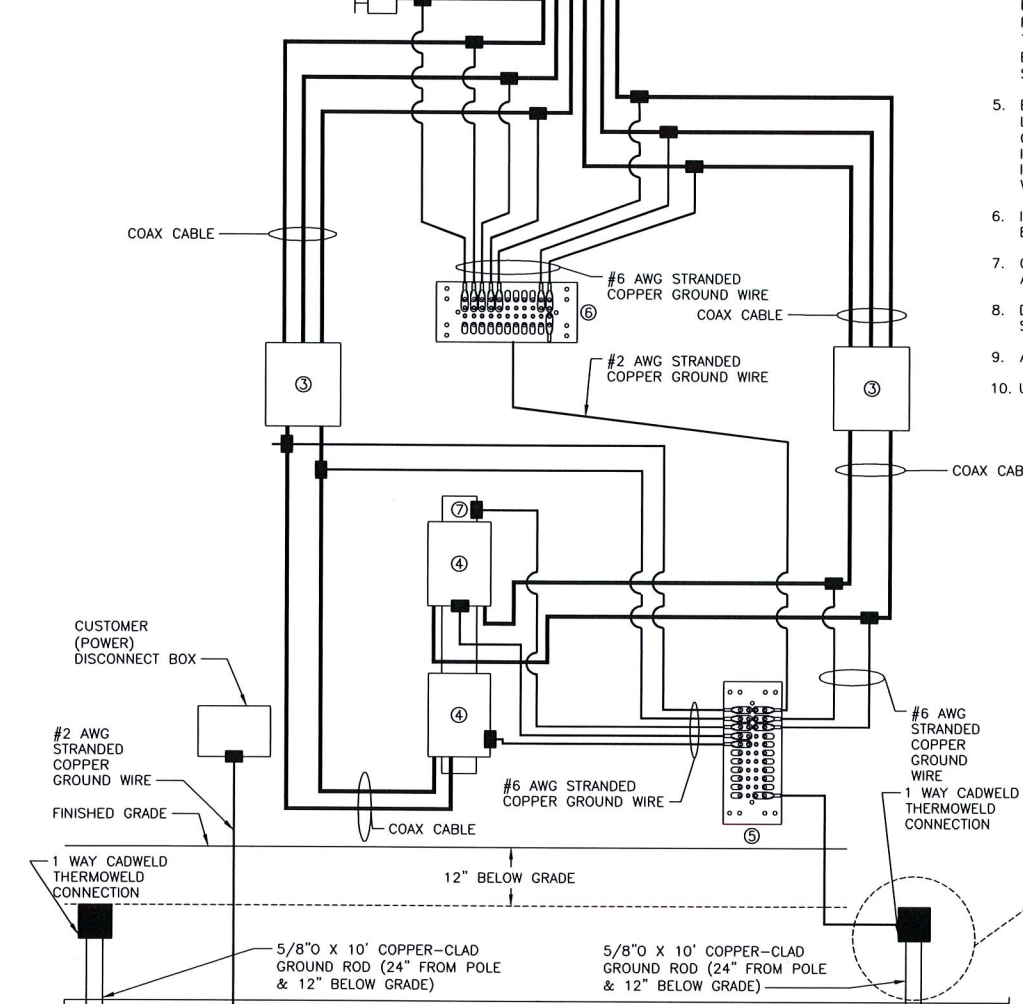 5.
COAX CABLE
6.
#6 AWG STRANDED
COPPER GROUND WIRE
7.
6
COAX CABLE
8.
#2 AWG STRANDED
COPPER GROUND WIRE
9.
3
3
10.
COAX CAB
7
4
CUSTOMER
(POWER)
DISCONNECT BOX
4
#2 AWG
STRANDED
COPPER
GROUND WIRE
#6 AWG
STRANDED
COPPER
GROUND
WIRE
#6 AWG STRANDED
COPPER GROUND WIRE
1 WAY CADWELD
THERMOWELD
CONNECTION
FINISHED GRADE
COAX CABLE
5
1 WAY CADWELD
THERMOWELD
CONNECTION
12" BELOW GRADE
5/8"O X 10' COPPER-CLAD
GROUND ROD (24" FROM POLE
& 12" BELOW GRADE)
5/8"O X 10' COPPER-CLAD
GROUND ROD (24" FROM POLE
& 12" BELOW GRADE)